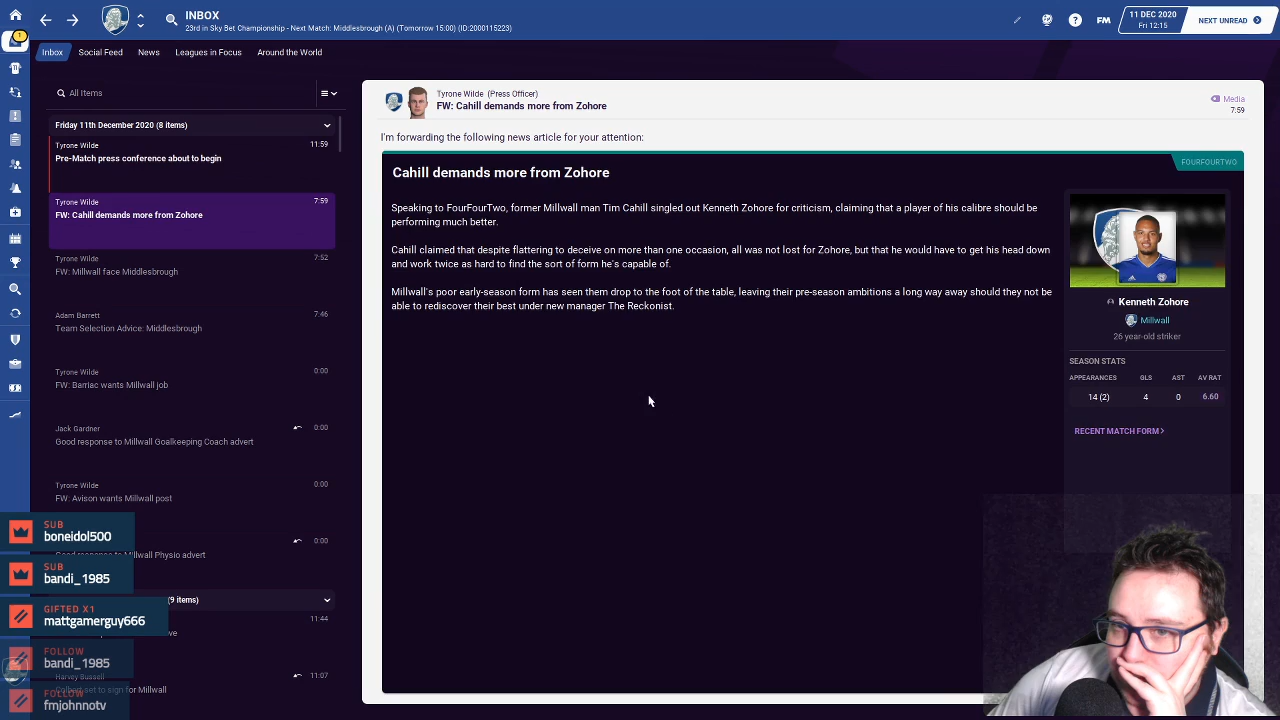 INBOX
23rd in Sky Bet Championship - Next Match: Middlesbrough (A) (Tomorrow 15:00) (ID:2000115223)
FM
11 DEC 2020
Fri 12:15
NEXT UNREAD
1
Inbox
Social Feed
News
Leagues in Focus
Around the World
All Items
Friday 11th December 2020 (8 items)
Tyrone Wilde
11:59
Pre-Match press conference about to begin
Tyrone Wilde
7:59
FW: Cahill demands more from Zohore
Tyrone Wilde
7:52
FW: Millwall face Middlesbrough
Adam Barrett
7:46
Team Selection Advice: Middlesbrough
Tyrone Wilde
0:00
FW: Barriac wants Millwall job
Jack Gardner
0:00
Good response to Millwall Goalkeeping Coach advert
Tyrone Wilde
0:00
FW: Avison wants Millwall post
0:00
Good response to Millwall Physio advert
(9 items)
11:44
11:07
Harvey Bussell
set to sign for Millwall
SUB
boneidol500
SUB
bandi_1985
GIFTED X1
mattgamerguy666
FOLLOW
bandi_1985
FOLLOW
fmjohnnotv
Tyrone Wilde (Press Officer)
FW: Cahill demands more from Zohore
Media
7:59
I'm forwarding the following news article for your attention:
FOURFOURTWO
Cahill demands more from Zohore
Speaking to FourFourTwo, former Millwall man Tim Cahill singled out Kenneth Zohore for criticism, claiming that a player of his calibre should be
performing much better.
Cahill claimed that despite flattering to deceive on more than one occasion, all was not lost for Zohore, but that he would have to get his head down
and work twice as hard to find the sort of form he's capable of.
Millwall's poor early-season form has seen them drop to the foot of the table, leaving their pre-season ambitions a long way away should they not be
able to rediscover their best under new manager The Reckonist.
Kenneth Zohore
Millwall
26 year-old striker
SEASON STATS
APPEARANCES GLS AST AV RAT
14 (2) 4 0 6.60
RECENT MATCH FORM